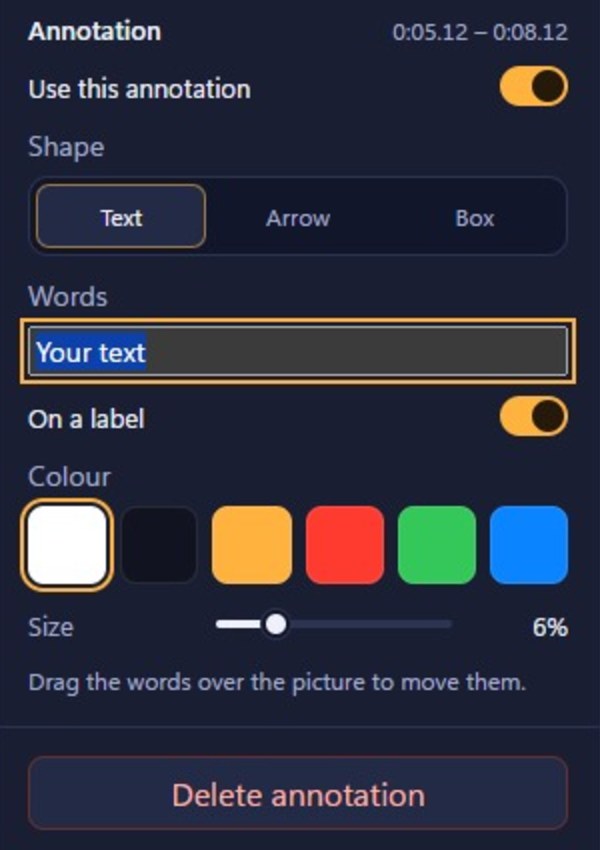 Annotation 0:05.12 – 0:08.12
Use this annotation
Shape
Text Arrow Box
Words
Your text
On a label
Colour
Size 6%
Drag the words over the picture to move them.
Delete annotation